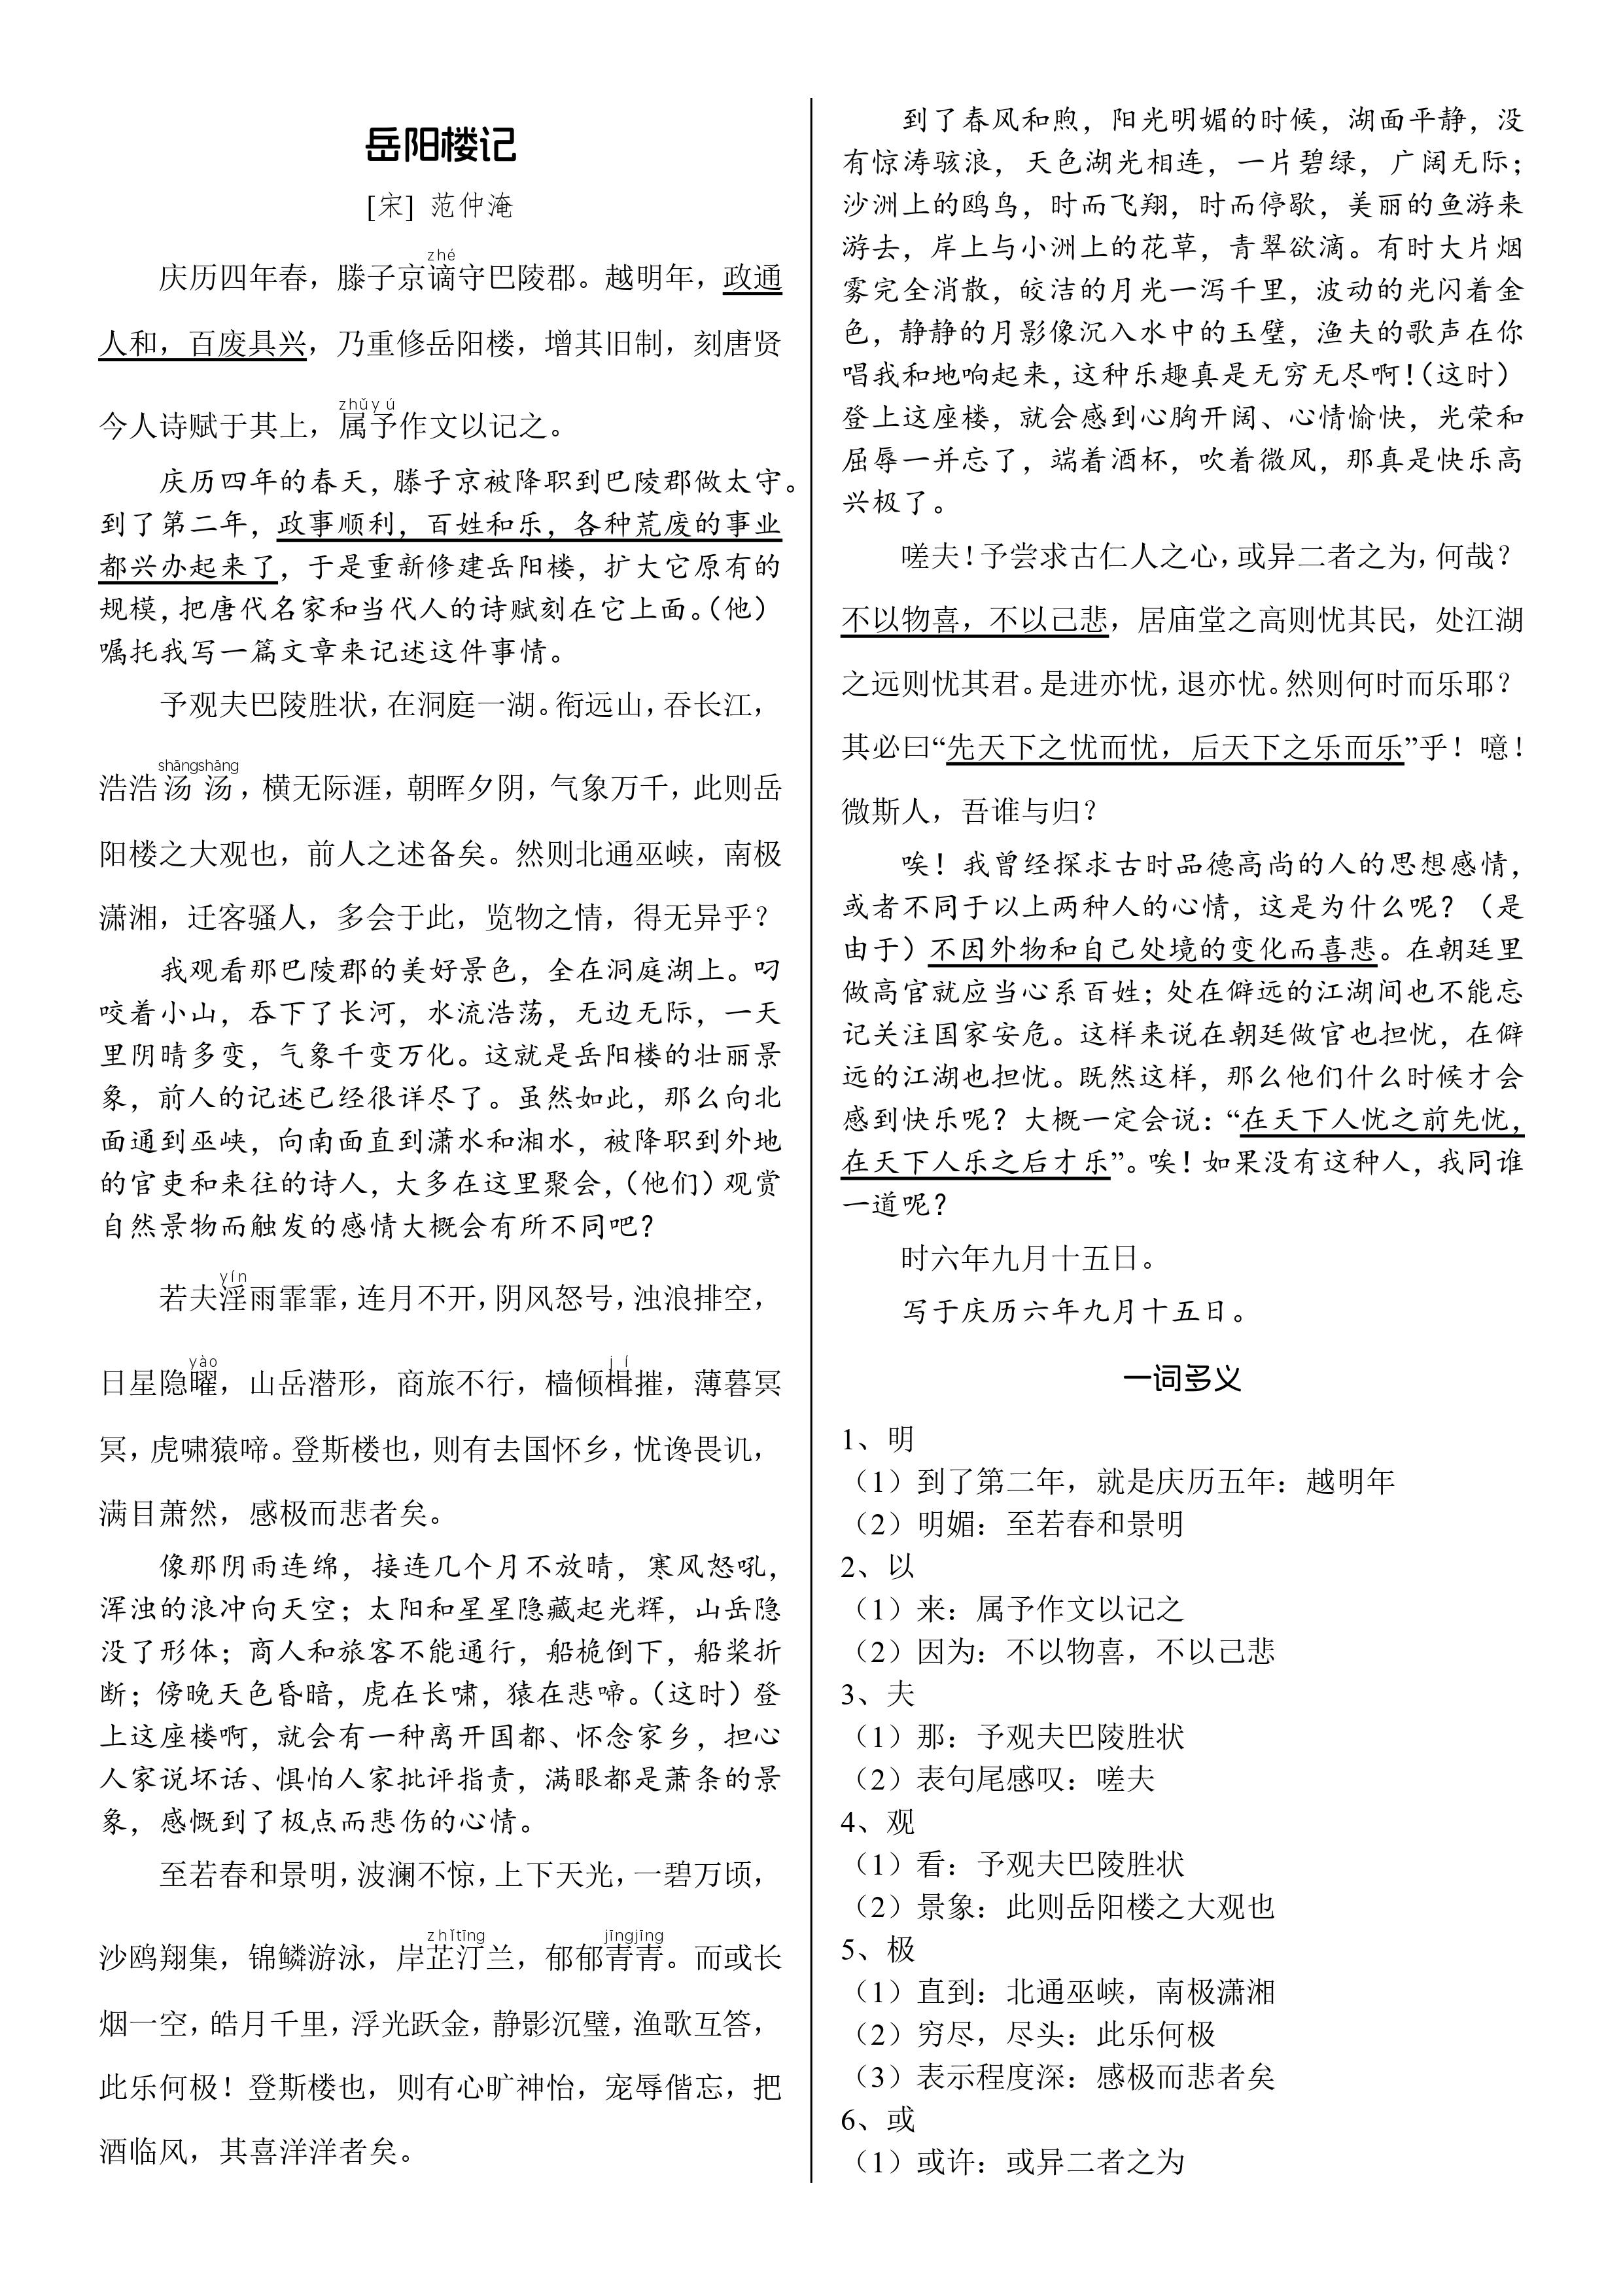 岳阳楼记
[宋] 范仲淹
zhé
庆历四年春，滕子京谪守巴陵郡。越明年，政通
人和，百废具兴，乃重修岳阳楼，增其旧制，刻唐贤
zhǔyú
今人诗赋于其上，属予作文以记之。
庆历四年的春天，滕子京被降职到巴陵郡做太守。
到了第二年，政事顺利，百姓和乐，各种荒废的事业
都兴办起来了，于是重新修建岳阳楼，扩大它原有的
规模，把唐代名家和当代人的诗赋刻在它上面。（他）
嘱托我写一篇文章来记述这件事情。
予观夫巴陵胜状，在洞庭一湖。衔远山，吞长江，
shāngshāng
浩浩汤汤，横无际涯，朝晖夕阴，气象万千，此则岳
阳楼之大观也，前人之述备矣。然则北通巫峡，南极
潇湘，迁客骚人，多会于此，览物之情，得无异乎？
我观看那巴陵郡的美好景色，全在洞庭湖上。叼
咬着小山，吞下了长河，水流浩荡，无边无际，一天
里阴晴多变，气象千变万化。这就是岳阳楼的壮丽景
象，前人的记述已经很详尽了。虽然如此，那么向北
面通到巫峡，向南面直到潇水和湘水，被降职到外地
的官吏和来往的诗人，大多在这里聚会，（他们）观赏
自然景物而触发的感情大概会有所不同吧？
yín
若夫淫雨霏霏，连月不开，阴风怒号，浊浪排空，
yào jí
日星隐曜，山岳潜形，商旅不行，樯倾楫摧，薄暮冥
冥，虎啸猿啼。登斯楼也，则有去国怀乡，忧谗畏讥，
满目萧然，感极而悲者矣。
像那阴雨连绵，接连几个月不放晴，寒风怒吼，
浑浊的浪冲向天空；太阳和星星隐藏起光辉，山岳隐
没了形体；商人和旅客不能通行，船桅倒下，船桨折
断；傍晚天色昏暗，虎在长啸，猿在悲啼。（这时）登
上这座楼啊，就会有一种离开国都、怀念家乡，担心
人家说坏话、惧怕人家批评指责，满眼都是萧条的景
象，感慨到了极点而悲伤的心情。
至若春和景明，波澜不惊，上下天光，一碧万顷，
zhǐtīng jīngjīng
沙鸥翔集，锦鳞游泳，岸芷汀兰，郁郁青青。而或长
烟一空，皓月千里，浮光跃金，静影沉璧，渔歌互答，
此乐何极！登斯楼也，则有心旷神怡，宠辱偕忘，把
酒临风，其喜洋洋者矣。
到了春风和煦，阳光明媚的时候，湖面平静，没
有惊涛骇浪，天色湖光相连，一片碧绿，广阔无际；
沙洲上的鸥鸟，时而飞翔，时而停歇，美丽的鱼游来
游去，岸上与小洲上的花草，青翠欲滴。有时大片烟
雾完全消散，皎洁的月光一泻千里，波动的光闪着金
色，静静的月影像沉入水中的玉璧，渔夫的歌声在你
唱我和地响起来，这种乐趣真是无穷无尽啊！（这时）
登上这座楼，就会感到心胸开阔、心情愉快，光荣和
屈辱一并忘了，端着酒杯，吹着微风，那真是快乐高
兴极了。
嗟夫！予尝求古仁人之心，或异二者之为，何哉？
不以物喜，不以己悲，居庙堂之高则忧其民，处江湖
之远则忧其君。是进亦忧，退亦忧。然则何时而乐耶？
其必曰“先天下之忧而忧，后天下之乐而乐”乎！噫！
微斯人，吾谁与归？
唉！我曾经探求古时品德高尚的人的思想感情，
或者不同于以上两种人的心情，这是为什么呢？（是
由于）不因外物和自己处境的变化而喜悲。在朝廷里
做高官就应当心系百姓；处在僻远的江湖间也不能忘
记关注国家安危。这样来说在朝廷做官也担忧，在僻
远的江湖也担忧。既然这样，那么他们什么时候才会
感到快乐呢？大概一定会说：“在天下人忧之前先忧，
在天下人乐之后才乐”。唉！如果没有这种人，我同谁
一道呢？
时六年九月十五日。
写于庆历六年九月十五日。
一词多义
1、明
（1）到了第二年，就是庆历五年：越明年
（2）明媚：至若春和景明
2、以
（1）来：属予作文以记之
（2）因为：不以物喜，不以己悲
3、夫
（1）那：予观夫巴陵胜状
（2）表句尾感叹：嗟夫
4、观
（1）看：予观夫巴陵胜状
（2）景象：此则岳阳楼之大观也
5、极
（1）直到：北通巫峡，南极潇湘
（2）穷尽，尽头：此乐何极
（3）表示程度深：感极而悲者矣
6、或
（1）或许：或异二者之为